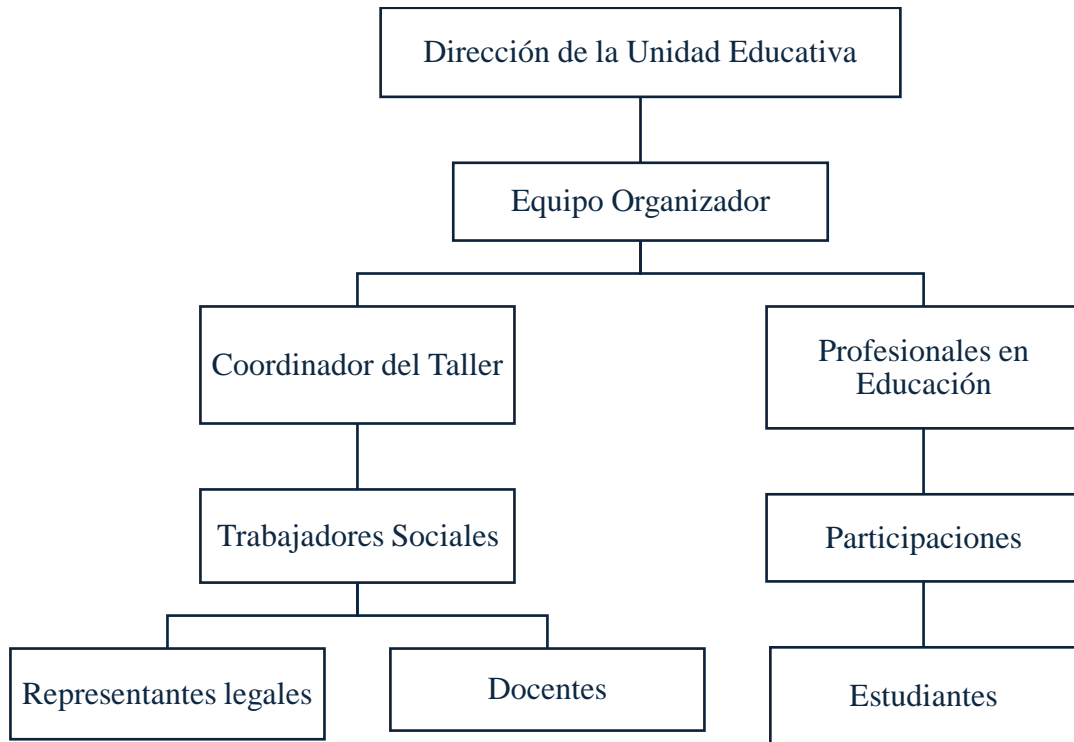 Dirección de la Unidad Educativa
Equipo Organizador
Coordinador del Taller
Profesionales en
Educación
Trabajadores Sociales
Participaciones
Representantes legales
Docentes
Estudiantes